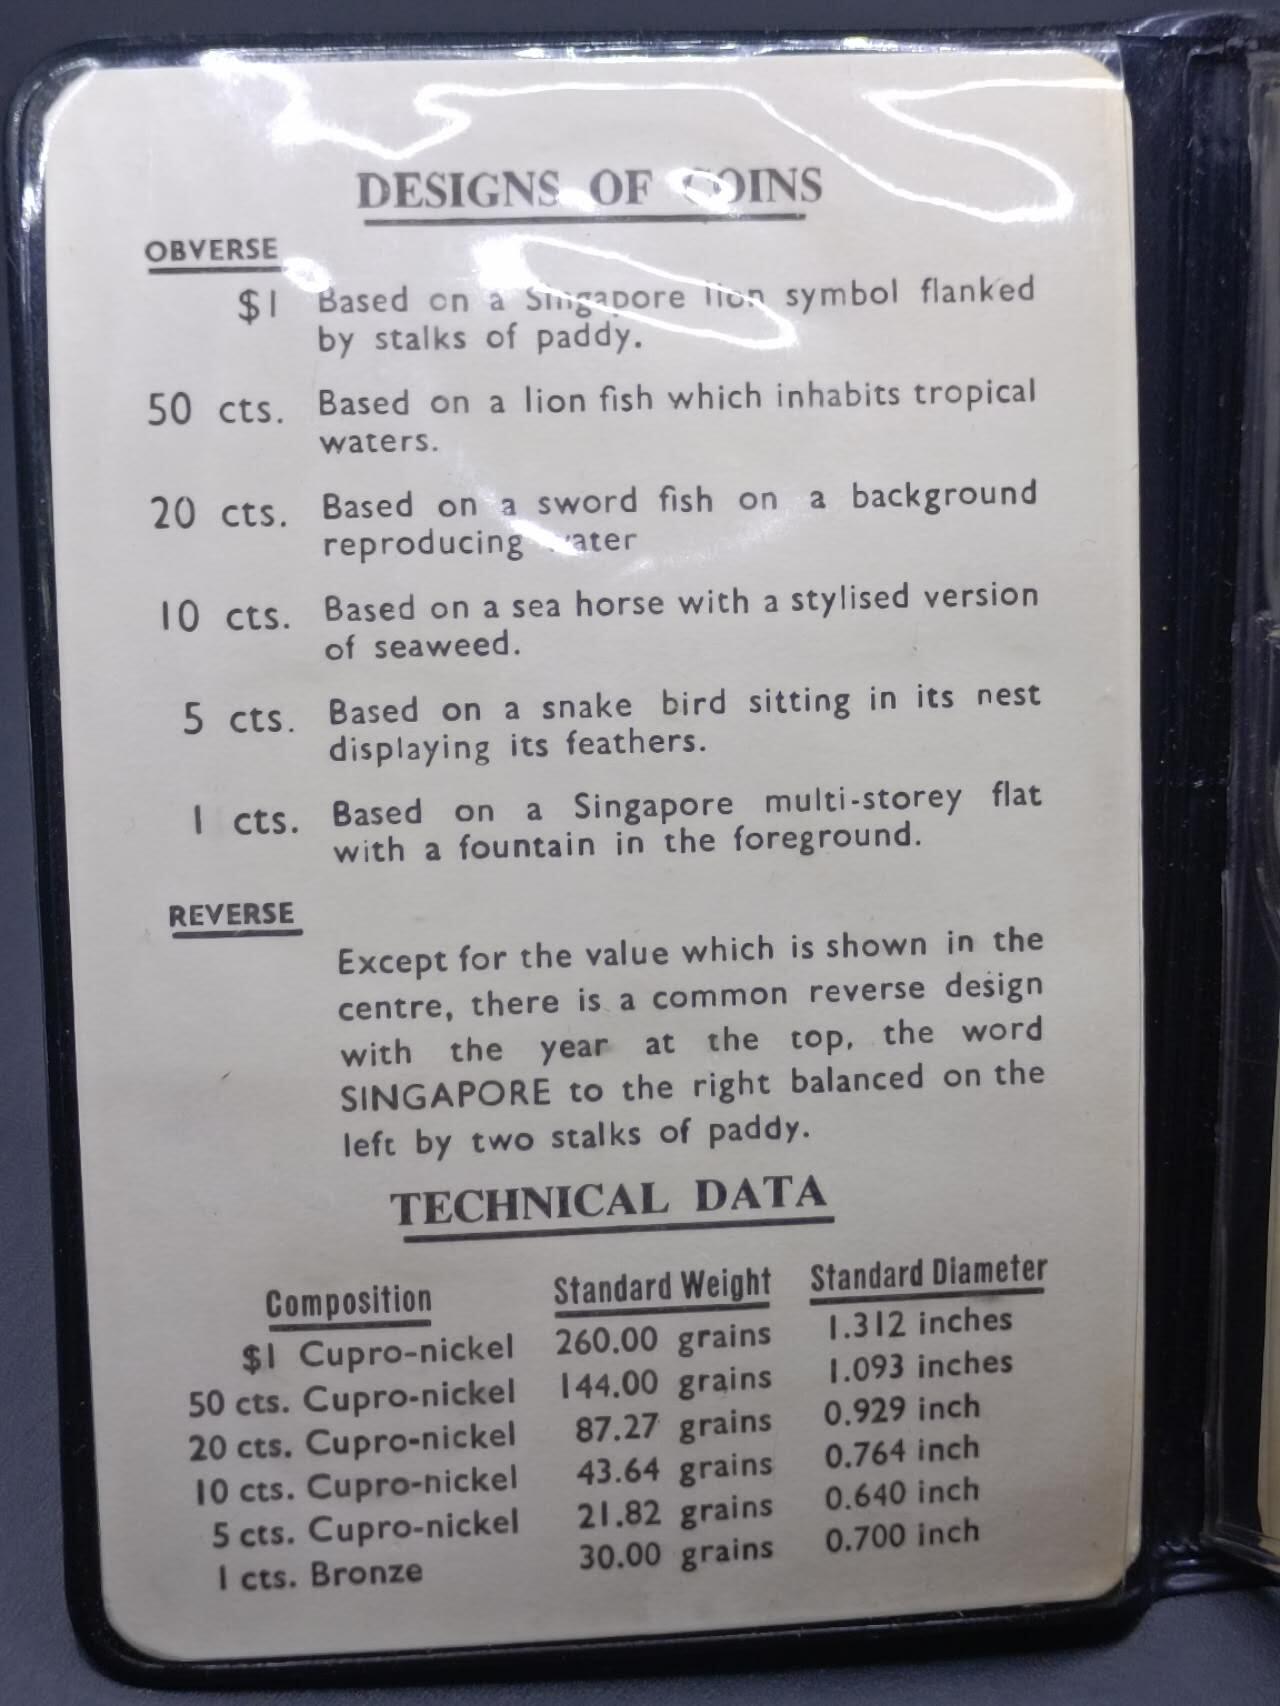 DESIGNS OF COINS
OBVERSE
$1 Based on a Singapore lion symbol flanked
by stalks of paddy.
50 cts. Based on a lion fish which inhabits tropical
waters.
20 cts. Based on a sword fish on a background
reproducing water
10 cts. Based on a sea horse with a stylised version
of seaweed.
5 cts. Based on a snake bird sitting in its nest
displaying its feathers.
1 cts. Based on a Singapore multi-storey flat
with a fountain in the foreground.
REVERSE
Except for the value which is shown in the
centre, there is a common reverse design
with the year at the top, the word
SINGAPORE to the right balanced on the
left by two stalks of paddy.
TECHNICAL DATA
Composition Standard Weight Standard Diameter
$1 Cupro-nickel 260.00 grains 1.312 inches
50 cts. Cupro-nickel 144.00 grains 1.093 inches
20 cts. Cupro-nickel 87.27 grains 0.929 inch
10 cts. Cupro-nickel 43.64 grains 0.764 inch
5 cts. Cupro-nickel 21.82 grains 0.640 inch
1 cts. Bronze 30.00 grains 0.700 inch